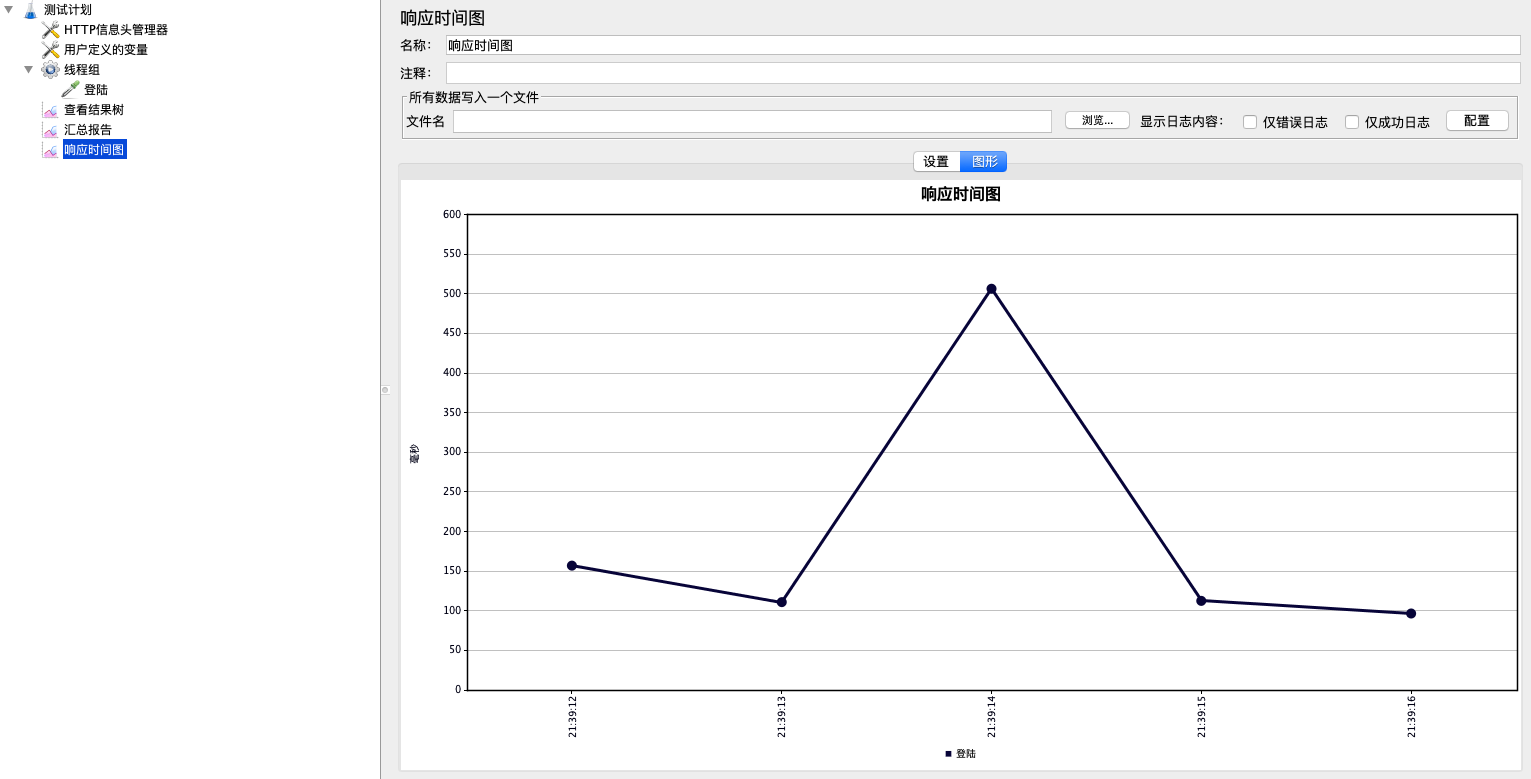 测试计划
HTTP信息头管理器
用户定义的变量
线程组
登陆
查看结果树
汇总报告
响应时间图
响应时间图
名称： 响应时间图
注释：
所有数据写入一个文件
文件名 浏览... 显示日志内容： 仅错误日志 仅成功日志 配置
设置 图形
响应时间图
600
550
500
450
400
350
300
250
200
150
100
50
0
毫秒
21:39:12 21:39:13 21:39:14 21:39:15 21:39:16
登陆